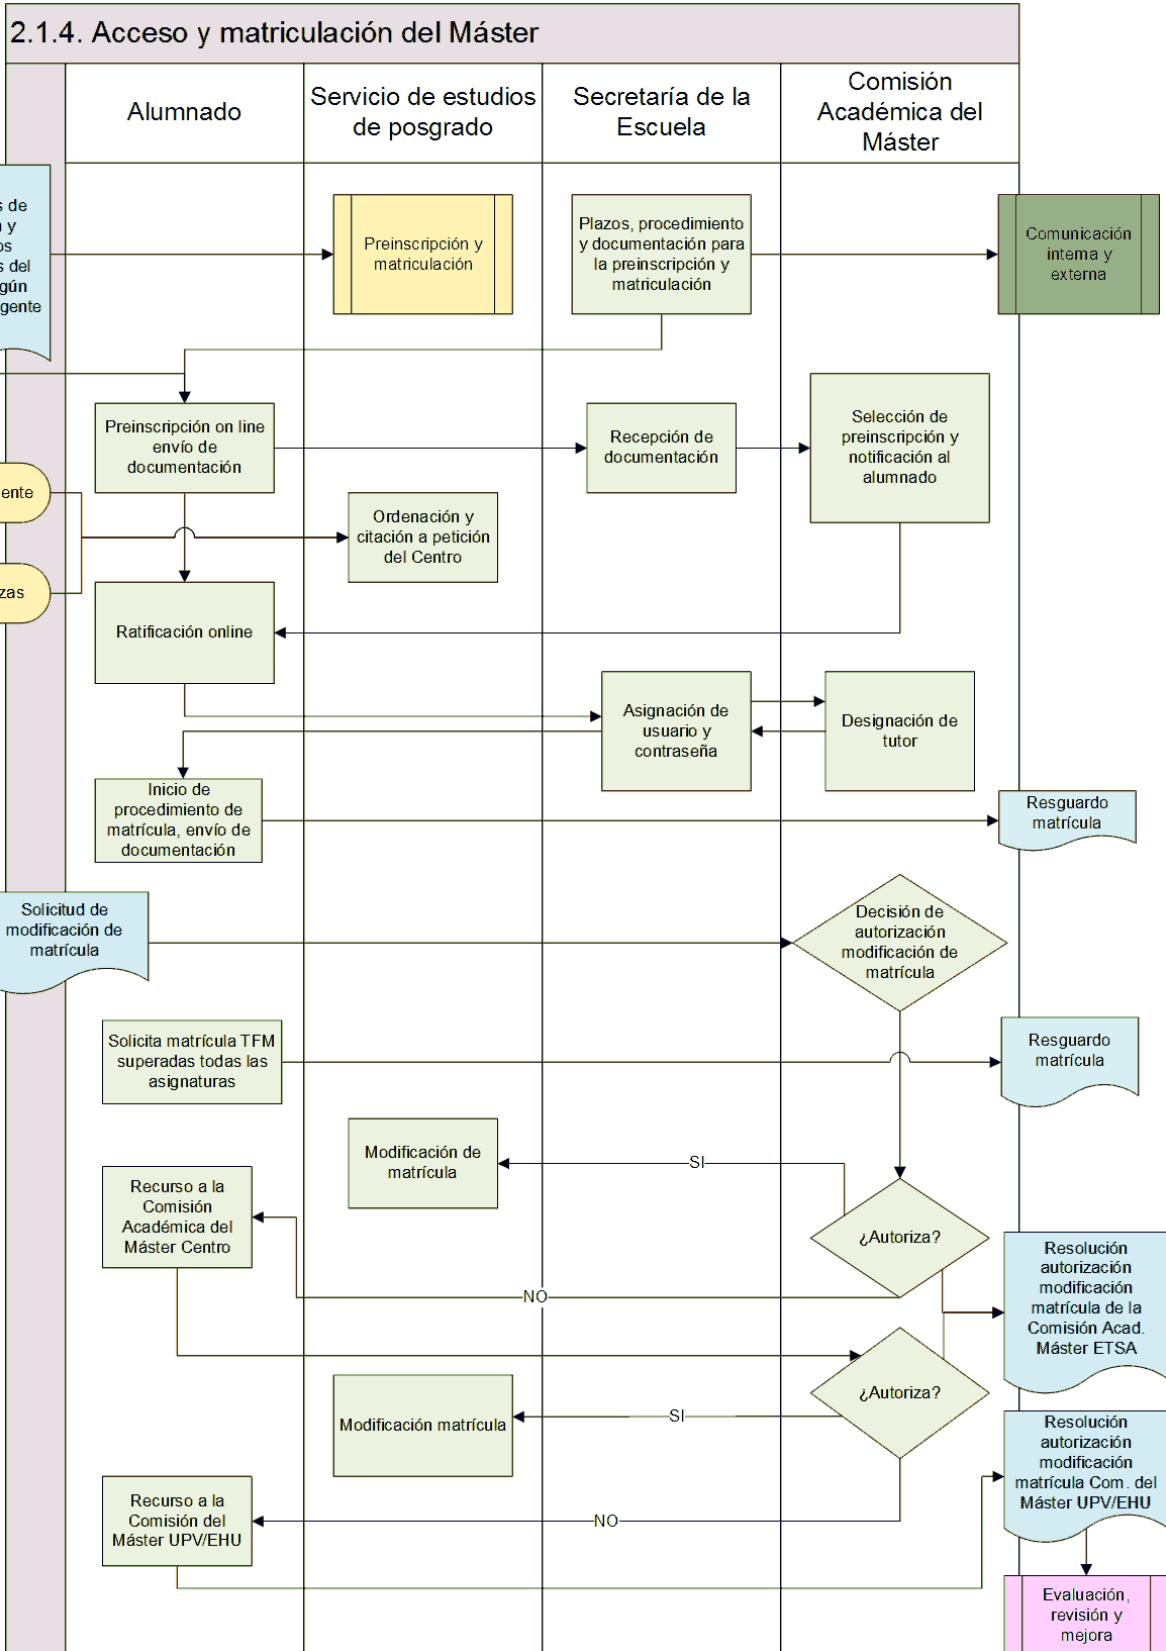 2.1.4. Acceso y matriculación del Máster
Alumnado
Servicio de estudios
de posgrado
Secretaría de la
Escuela
Comisión
Académica del
Máster
s de
y
os
s del
gún
gente
Preinscripción y
matriculación
Plazos, procedimiento
y documentación para
la preinscripción y
matriculación
Comunicación
interna y
externa
Preinscripción on line
envío de
documentación
Recepción de
documentación
Selección de
preinscripción y
notificación al
alumnado
ente
Ordenación y
citación a petición
del Centro
zas
Ratificación online
Asignación de
usuario y
contraseña
Designación de
tutor
Inicio de
procedimiento de
matrícula, envío de
documentación
Resguardo
matrícula
Solicitud de
modificación de
matrícula
Decisión de
autorización
modificación de
matrícula
Solicita matrícula TFM
superadas todas las
asignaturas
Resguardo
matrícula
Modificación de
matrícula
SI
Recurso a la
Comisión
Académica del
Máster Centro
¿Autoriza?
NO
Resolución
autorización
modificación
matrícula de la
Comisión Acad.
Máster ETSA
¿Autoriza?
Modificación matrícula
SI
Resolución
autorización
modificación
matrícula Com. del
Máster UPV/EHU
Recurso a la
Comisión del
Máster UPV/EHU
NO
Evaluación,
revisión y
mejora